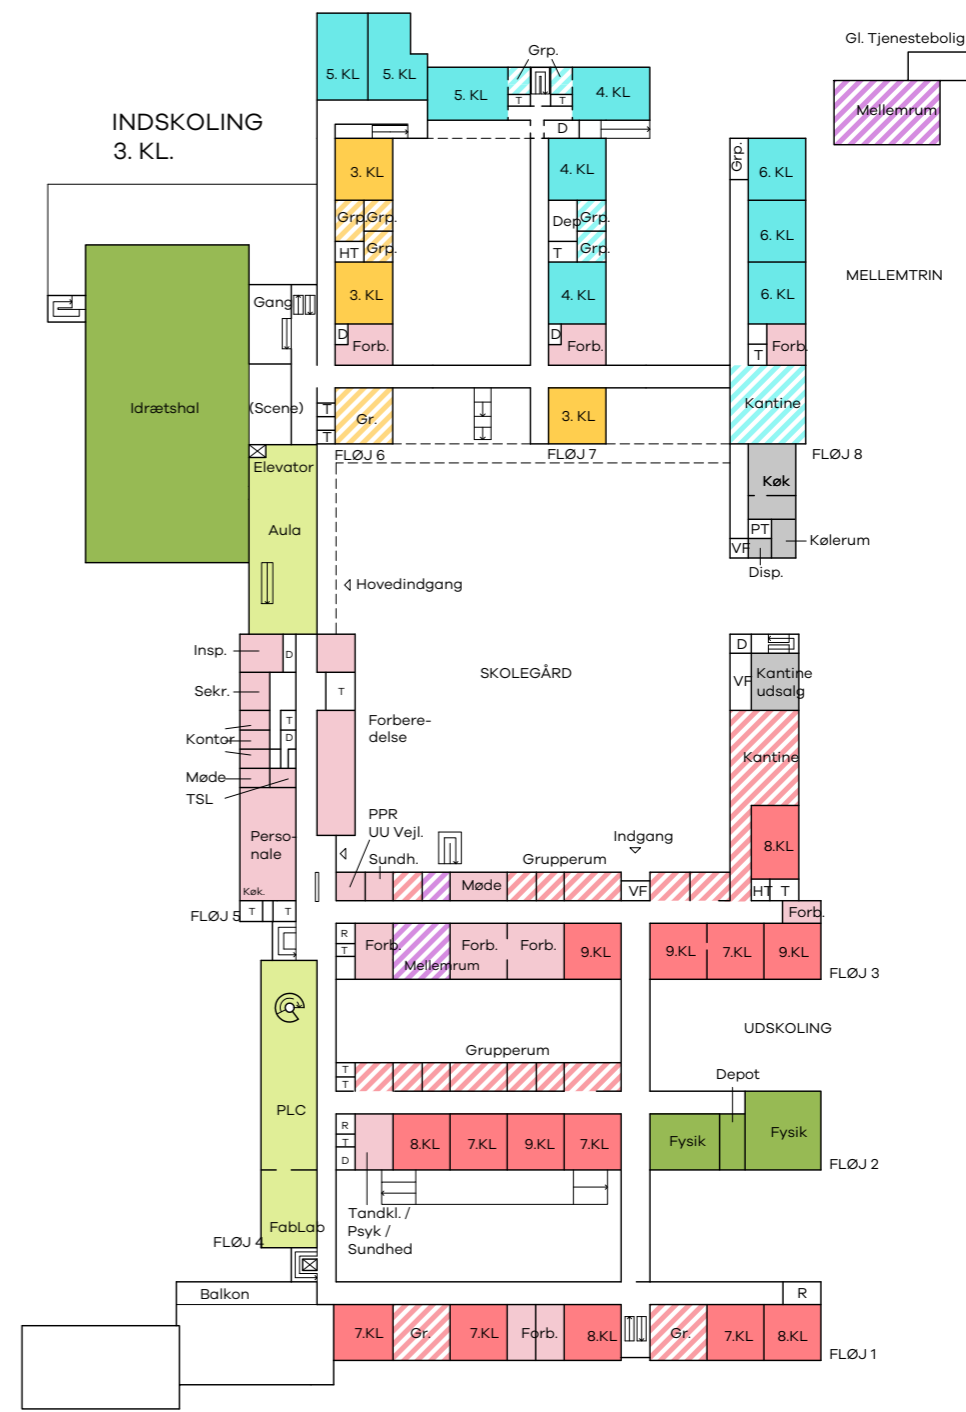 Gl. Tjenestebolig
Grp.
5. KL
5. KL
5. KL
4. KL
T
T
Mellemrum
INDSKOLING
3. KL.
D
3. KL
4. KL
Grp.
6. KL
Grp.
Grp.
Dep
Grp.
6. KL
HT
Grp.
T
Grp.
MELLEMTRIN
3. KL
4. KL
6. KL
Gang
D
Forb.
D
Forb.
T
Forb.
Idrætshal
(Scene)
T
T
Gr.
3. KL
Kantine
FLØJ 6
FLØJ 7
FLØJ 8
Elevator
Køk
Aula
PT
Kølerum
VF
Disp.
Hovedindgang
Insp.
D
D
Sekr.
T
SKOLEGÅRD
VF
Kantine
udsalg
Kontor
T
D
Forbere-
delse
Kantine
Møde
TSL
PPR
UU Vejl.
Perso-
nale
Sundh.
Grupperum
Indgang
8.KL
Køk.
Møde
VF
HT
T
FLØJ 5
T
T
Forb.
R
T
Forb.
Mellemrum
Forb.
Forb.
9.KL
9.KL
7.KL
9.KL
FLØJ 3
UDSKOLING
Grupperum
T
T
Depot
PLC
R
T
D
8.KL
7.KL
9.KL
7.KL
Fysik
Fysik
FLØJ 2
Tandkl. /
Psyk /
Sundhed
FabLab
FLØJ 4
Balkon
R
7.KL
Gr.
7.KL
Forb.
8.KL
Gr.
7.KL
8.KL
FLØJ 1